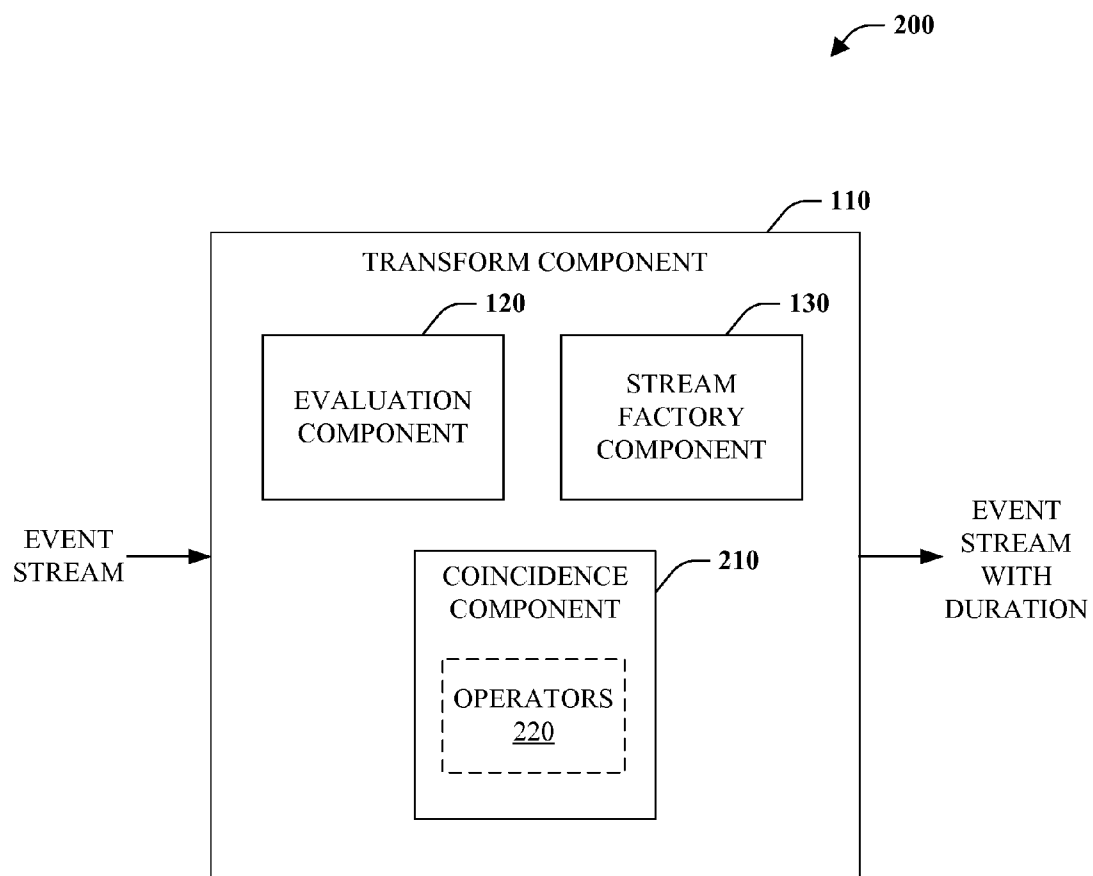 200
110
TRANSFORM COMPONENT
120
130
EVALUATION
COMPONENT
STREAM
FACTORY
COMPONENT
EVENT
STREAM
210
COINCIDENCE
COMPONENT
OPERATORS
220
EVENT
STREAM
WITH
DURATION